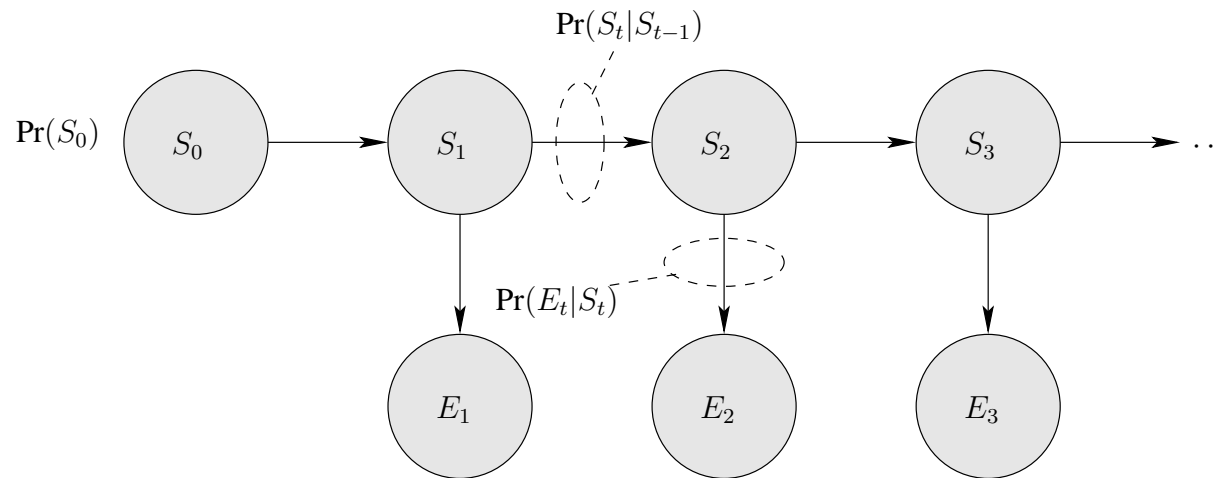 Pr(S_t|S_{t−1})
Pr(S_0) S_0 S_1 S_2 S_3 ..
Pr(E_t|S_t)
E_1 E_2 E_3